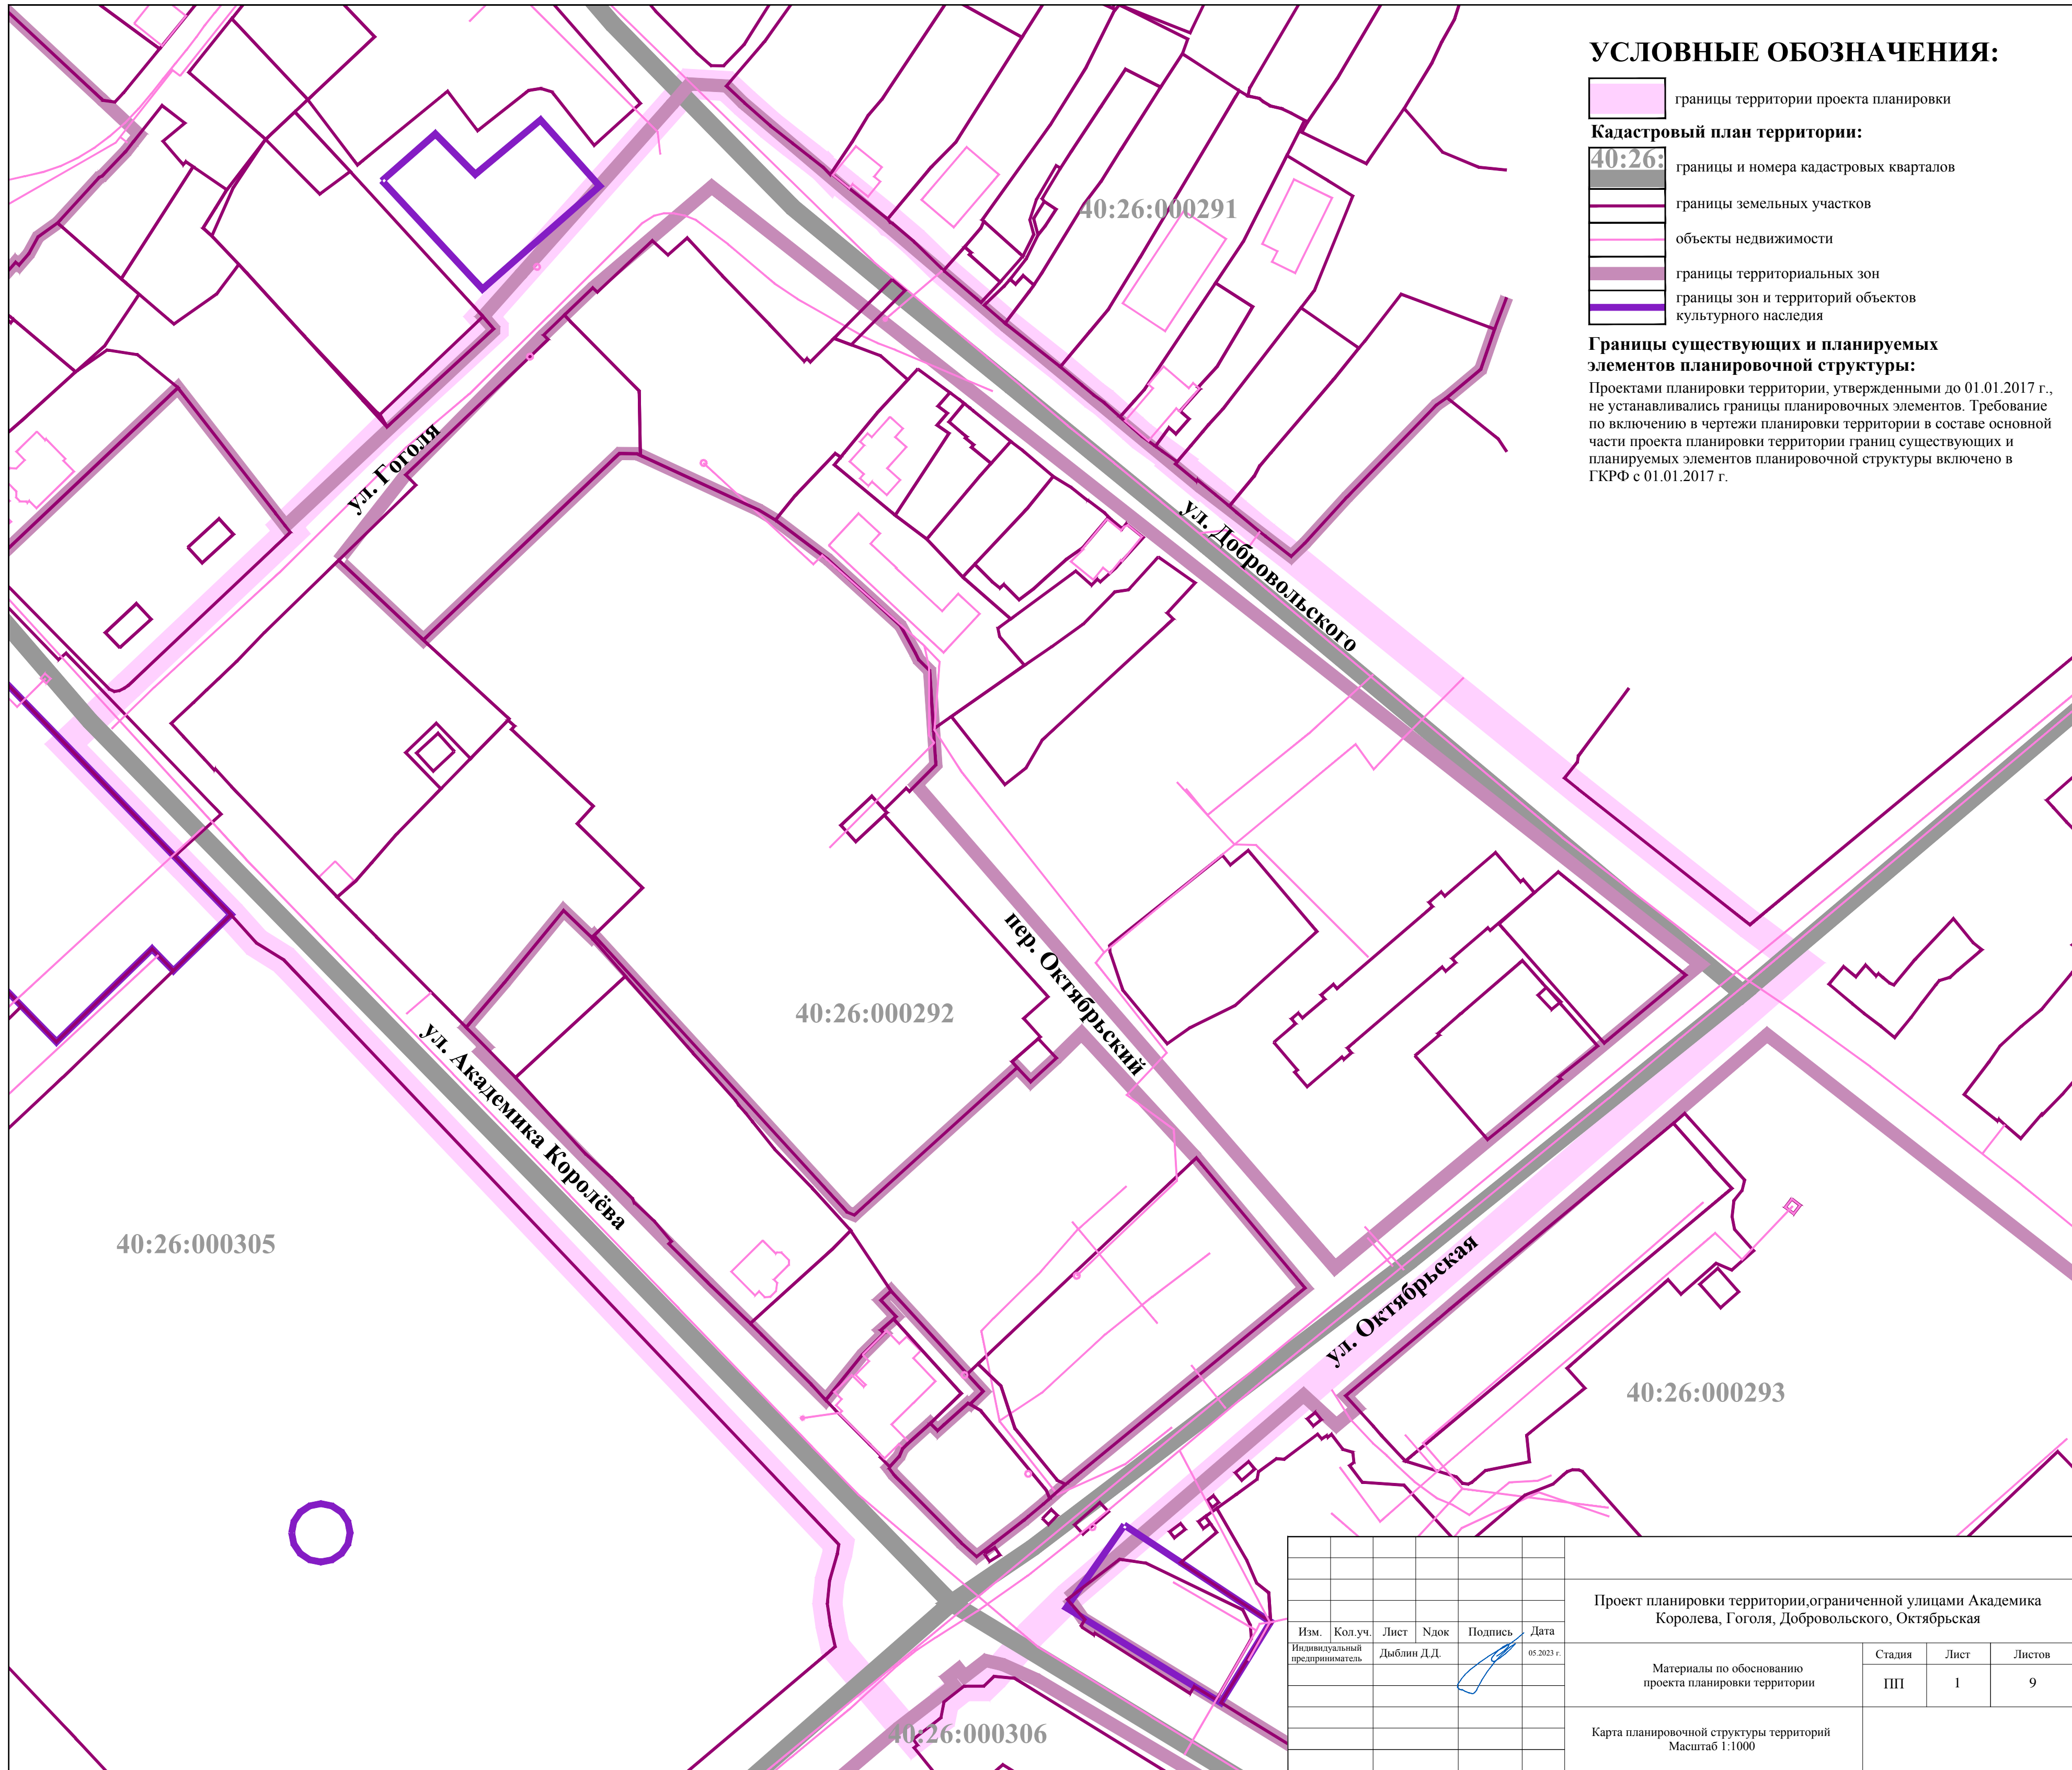 УСЛОВНЫЕ ОБОЗНАЧЕНИЯ:
границы территории проекта планировки
Кадастровый план территории:
40:26:
границы и номера кадастровых кварталов
границы земельных участков
объекты недвижимости
границы территориальных зон
границы зон и территорий объектов
культурного наследия
Границы существующих и планируемых
элементов планировочной структуры:
Проектами планировки территории, утвержденными до 01.01.2017 г.,
не устанавливались границы планировочных элементов. Требование
по включению в чертежи планировки территории в составе основной
части проекта планировки территории границ существующих и
планируемых элементов планировочной структуры включено в
ГКРФ с 01.01.2017 г.
40:26:000291
ул. Гоголя
ул. Добровольского
пер. Октябрьский
40:26:000292
ул. Академика Королёва
40:26:000305
ул. Октябрьская
40:26:000293
40:26:000306
Проект планировки территории,ограниченной улицами Академика
Королева, Гоголя, Добровольского, Октябрьская
Изм. Кол.уч. Лист Nдок Подпись Дата
Индивидуальный
предприниматель
Дыблин Д.Д.
05.2023 г.
Материалы по обоснованию
проекта планировки территории
Стадия Лист Листов
ПП 1 9
Карта планировочной структуры территорий
Масштаб 1:1000